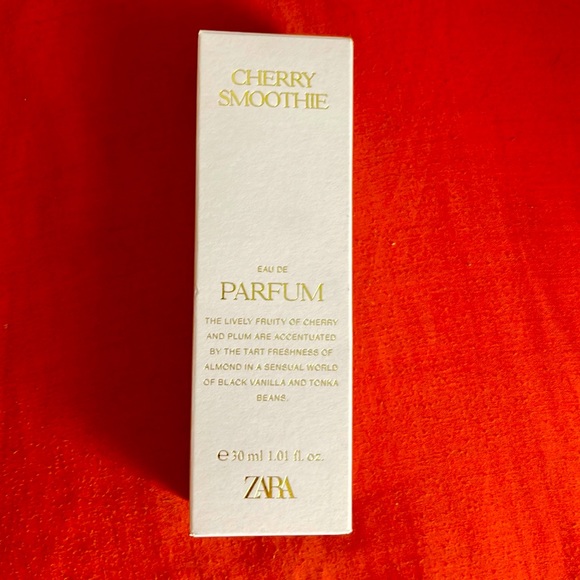 CHERRY
SMOOTHIE
EAU DE
PARFUM
THE LIVELY FRUITY OF CHERRY
AND PLUM ARE ACCENTUATED
BY THE TART FRESHNESS OF
ALMOND IN A SENSUAL WORLD
OF BLACK VANILLA AND TONKA
BEANS.
℮ 30 ml 1.01 fl. oz.
ZARA